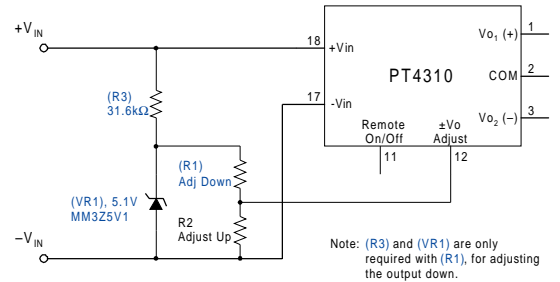 +VIN
18
+Vin
Vo1 (+)
1
PT4310
COM
2
17
-Vin
Vo2 (–)
3
(R3)
31.6kΩ
Remote
On/Off
±Vo
Adjust
11
12
(R1)
Adj Down
(VR1), 5.1V
MM3Z5V1
R2
Adjust Up
–VIN
Note: (R3) and (VR1) are only
required with (R1), for adjusting
the output down.